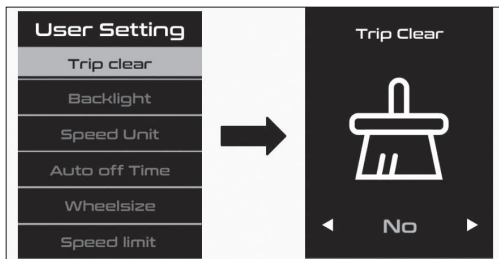 User Setting
Trip clear
Backlight
Speed Unit
Auto off Time
Wheelsize
Speed limit
Trip Clear
No